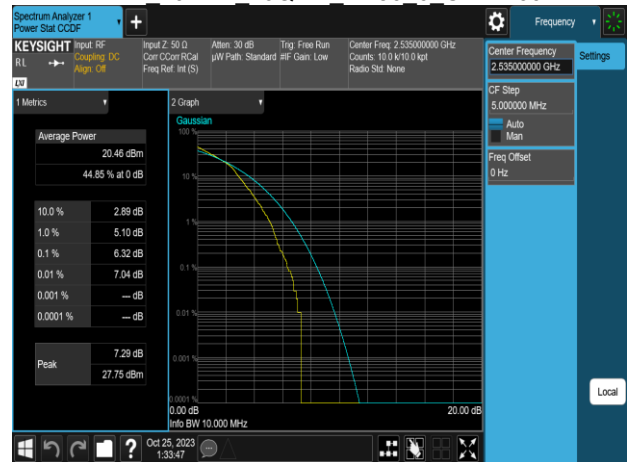 Spectrum Analyzer 1
Power Stat CCDF
Frequency
KEYSIGHT
RL
LXI
Input: RF
Coupling: DC
Align: Off
Input Z: 50 Ω
Corr CCorr RCal
Freq Ref: Int (S)
Atten: 30 dB
µW Path: Standard
Trig: Free Run
#IF Gain: Low
Center Freq: 2.535000000 GHz
Counts: 10.0 k/10.0 kpt
Radio Std: None
Center Frequency
2.535000000 GHz
Settings
CF Step
5.000000 MHz
Auto
Man
Freq Offset
0 Hz
1 Metrics
Average Power
20.46 dBm
44.85 % at 0 dB
10.0 % 2.89 dB
1.0 % 5.10 dB
0.1 % 6.32 dB
0.01 % 7.04 dB
0.001 % --- dB
0.0001 % --- dB
Peak
7.29 dB
27.75 dBm
2 Graph
Gaussian
100 %
10 %
1 %
0.1 %
0.01 %
0.001 %
0.0001 %
0.00 dB 20.00 dB
Info BW 10.000 MHz
Local
?
Oct 25, 2023
1:33:47